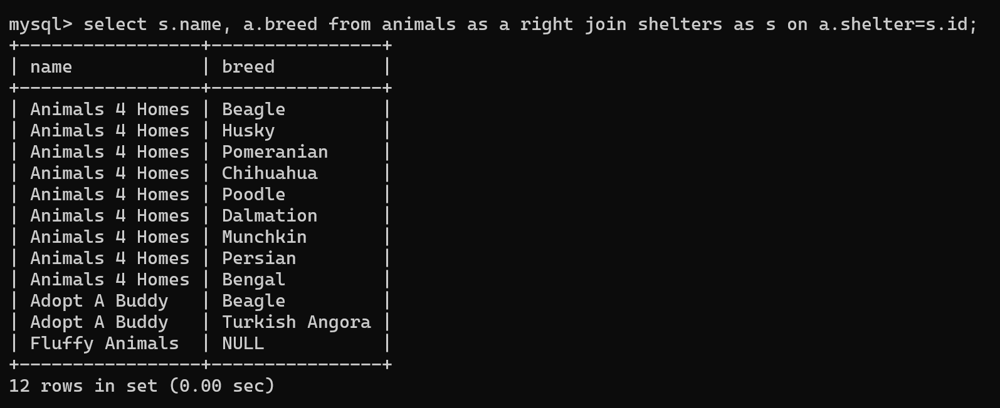 mysql> select s.name, a.breed from animals as a right join shelters as s on a.shelter=s.id;
+-----------------+----------------+
| name            | breed          |
+-----------------+----------------+
| Animals 4 Homes | Beagle         |
| Animals 4 Homes | Husky          |
| Animals 4 Homes | Pomeranian     |
| Animals 4 Homes | Chihuahua      |
| Animals 4 Homes | Poodle         |
| Animals 4 Homes | Dalmation      |
| Animals 4 Homes | Munchkin       |
| Animals 4 Homes | Persian        |
| Animals 4 Homes | Bengal         |
| Adopt A Buddy   | Beagle         |
| Adopt A Buddy   | Turkish Angora |
| Fluffy Animals  | NULL           |
+-----------------+----------------+
12 rows in set (0.00 sec)